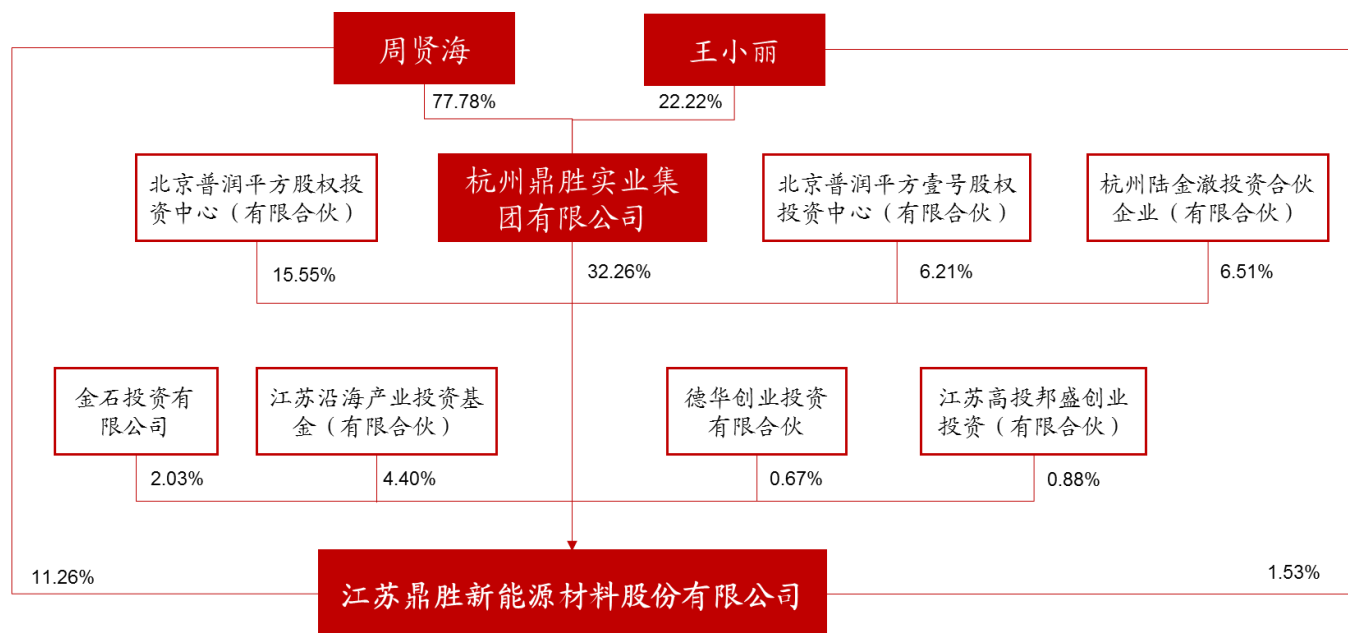 周贤海
王小丽
77.78%
22.22%
北京普润平方股权投
资中心（有限合伙）
杭州鼎胜实业集
团有限公司
北京普润平方壹号股权
投资中心（有限合伙）
杭州陆金澈投资合伙
企业（有限合伙）
15.55%
32.26%
6.21%
6.51%
金石投资有
限公司
江苏沿海产业投资基
金（有限合伙）
德华创业投资
有限合伙
江苏高投邦盛创业
投资（有限合伙）
2.03%
4.40%
0.67%
0.88%
11.26%
江苏鼎胜新能源材料股份有限公司
1.53%